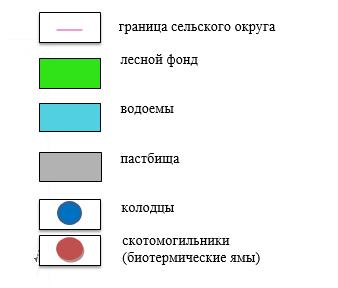 граница сельского округа
лесной фонд
водоемы
пастбища
колодцы
скотомогильники
(биотермические ямы)